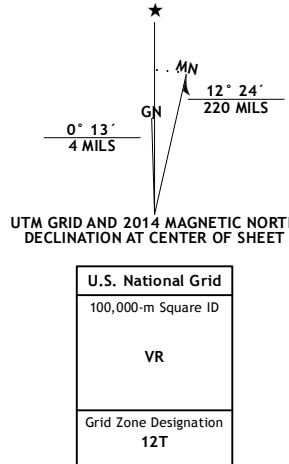 MN
GN
12° 24´
220 MILS
0° 13´
4 MILS
UTM GRID AND 2014 MAGNETIC NORT
DECLINATION AT CENTER OF SHEET
U.S. National Grid
100,000-m Square ID
VR
Grid Zone Designation
12T